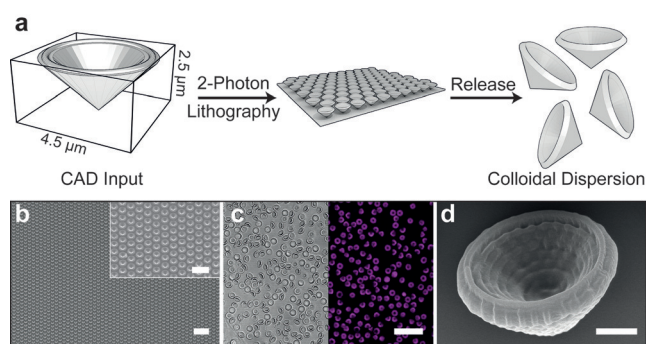 a
2.5 µm
4.5 µm
2-Photon
Lithography
Release
CAD Input
Colloidal Dispersion
b
c
d